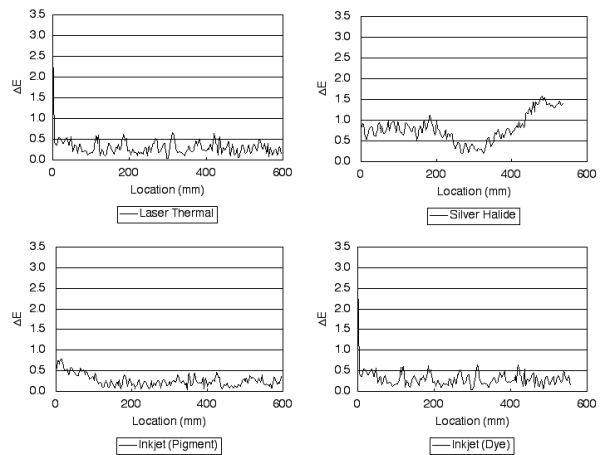 3.5
3.0
2.5
2.0
1.5
1.0
0.5
0.0
ΔE
0 200 400 600
Location (mm)
Laser Thermal
3.5
3.0
2.5
2.0
1.5
1.0
0.5
0.0
ΔE
0 200 400 600
Location (mm)
Silver Halide
3.5
3.0
2.5
2.0
1.5
1.0
0.5
0.0
ΔE
0 200 400 600
Location (mm)
Inkjet (Pigment)
3.5
3.0
2.5
2.0
1.5
1.0
0.5
0.0
ΔE
0 200 400 600
Location (mm)
Inkjet (Dye)